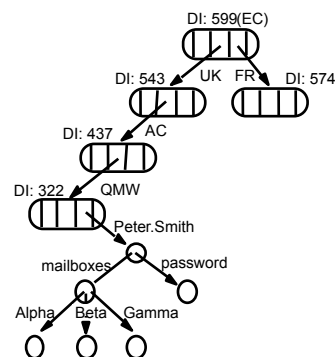 DI: 599(EC)
DI: 543 UK FR DI: 574
DI: 437 AC
DI: 322 QMW
Peter.Smith
mailboxes password
Alpha Beta Gamma